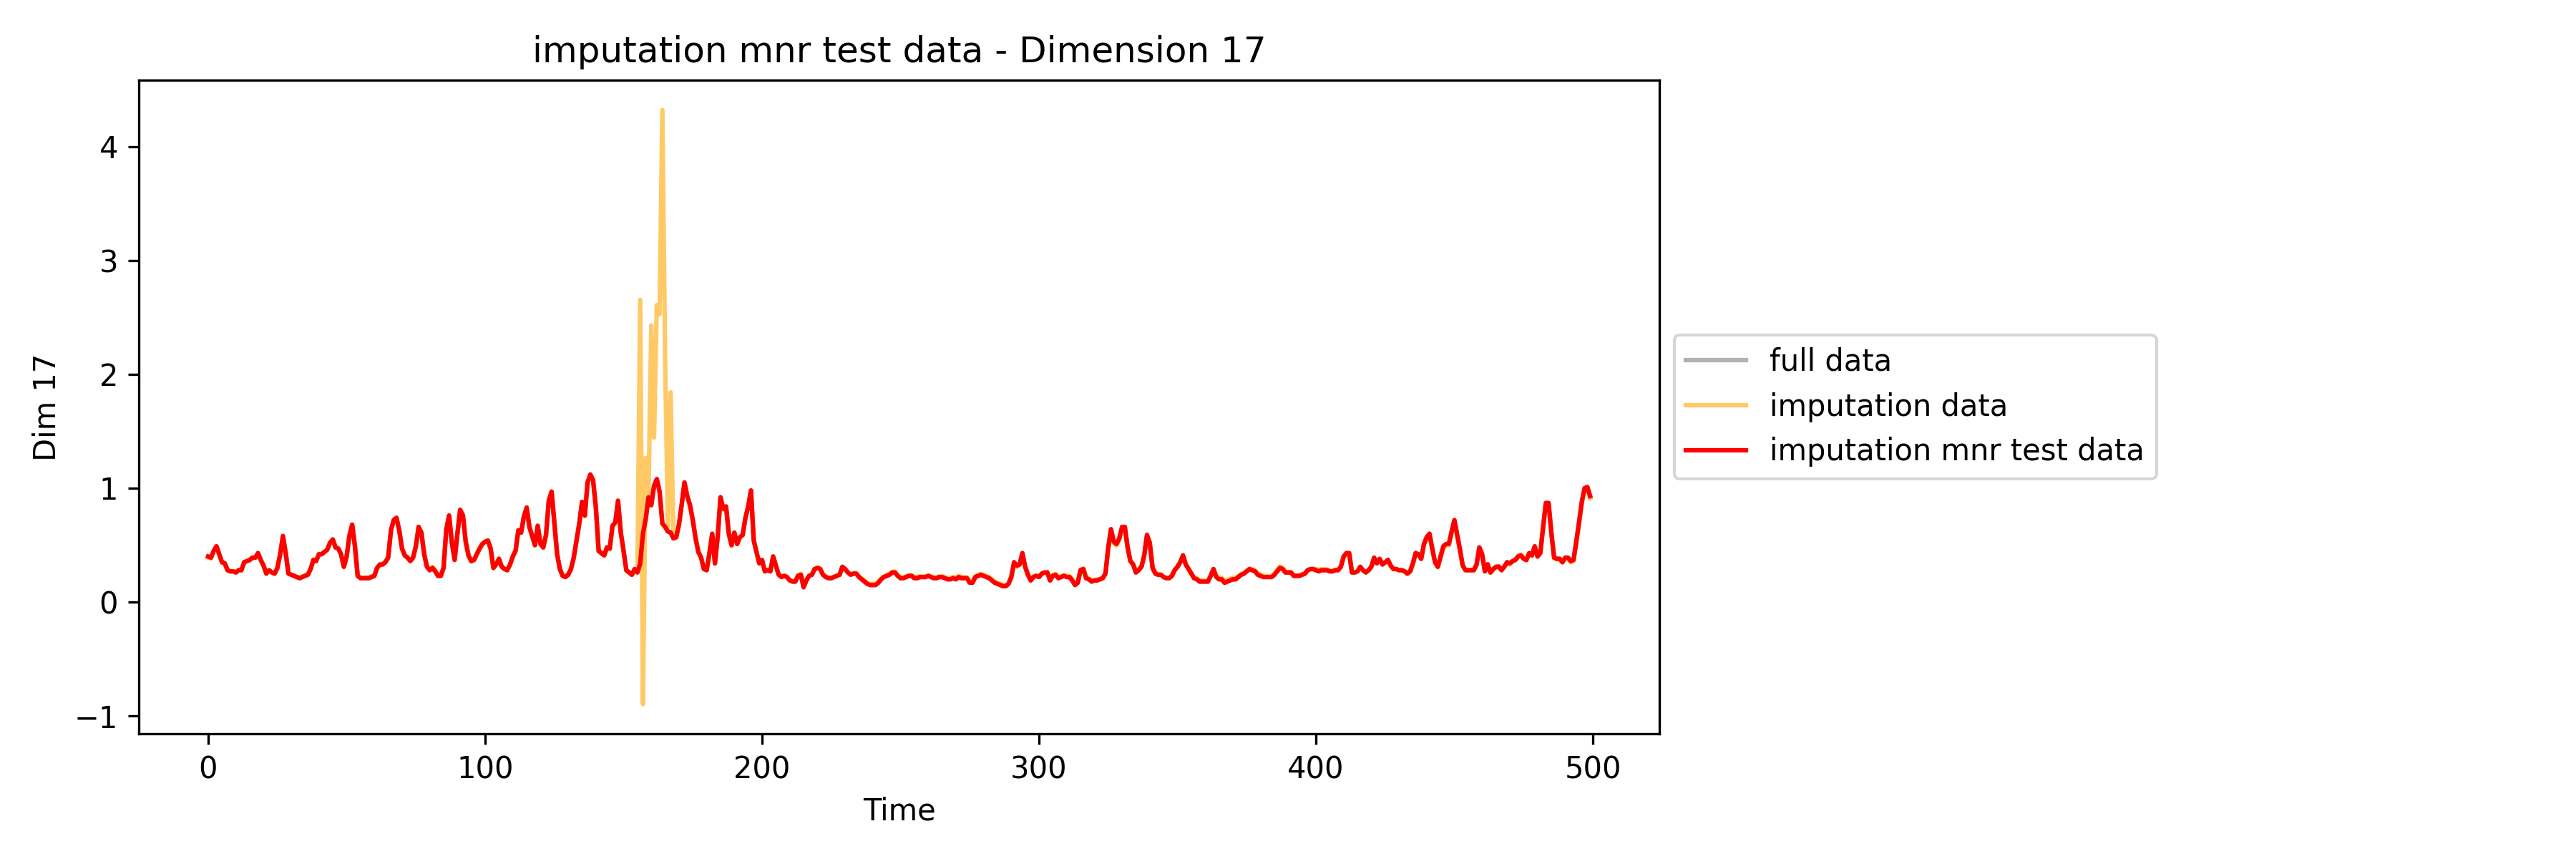 imputation mnr test data - Dimension 17
4
3
2
1
0
−1
Dim 17
0 100 200 300 400 500
Time
full data
imputation data
imputation mnr test data